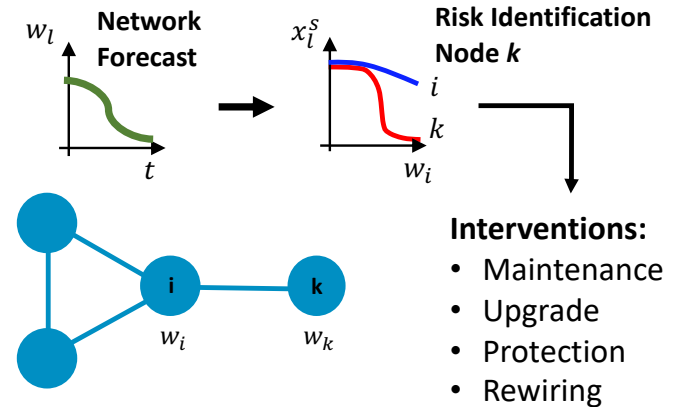 w_l
Network
Forecast
t
x_l^s
i
k
w_i
Risk Identification
Node k
i
k
w_i
w_k
Interventions:
• Maintenance
• Upgrade
• Protection
• Rewiring